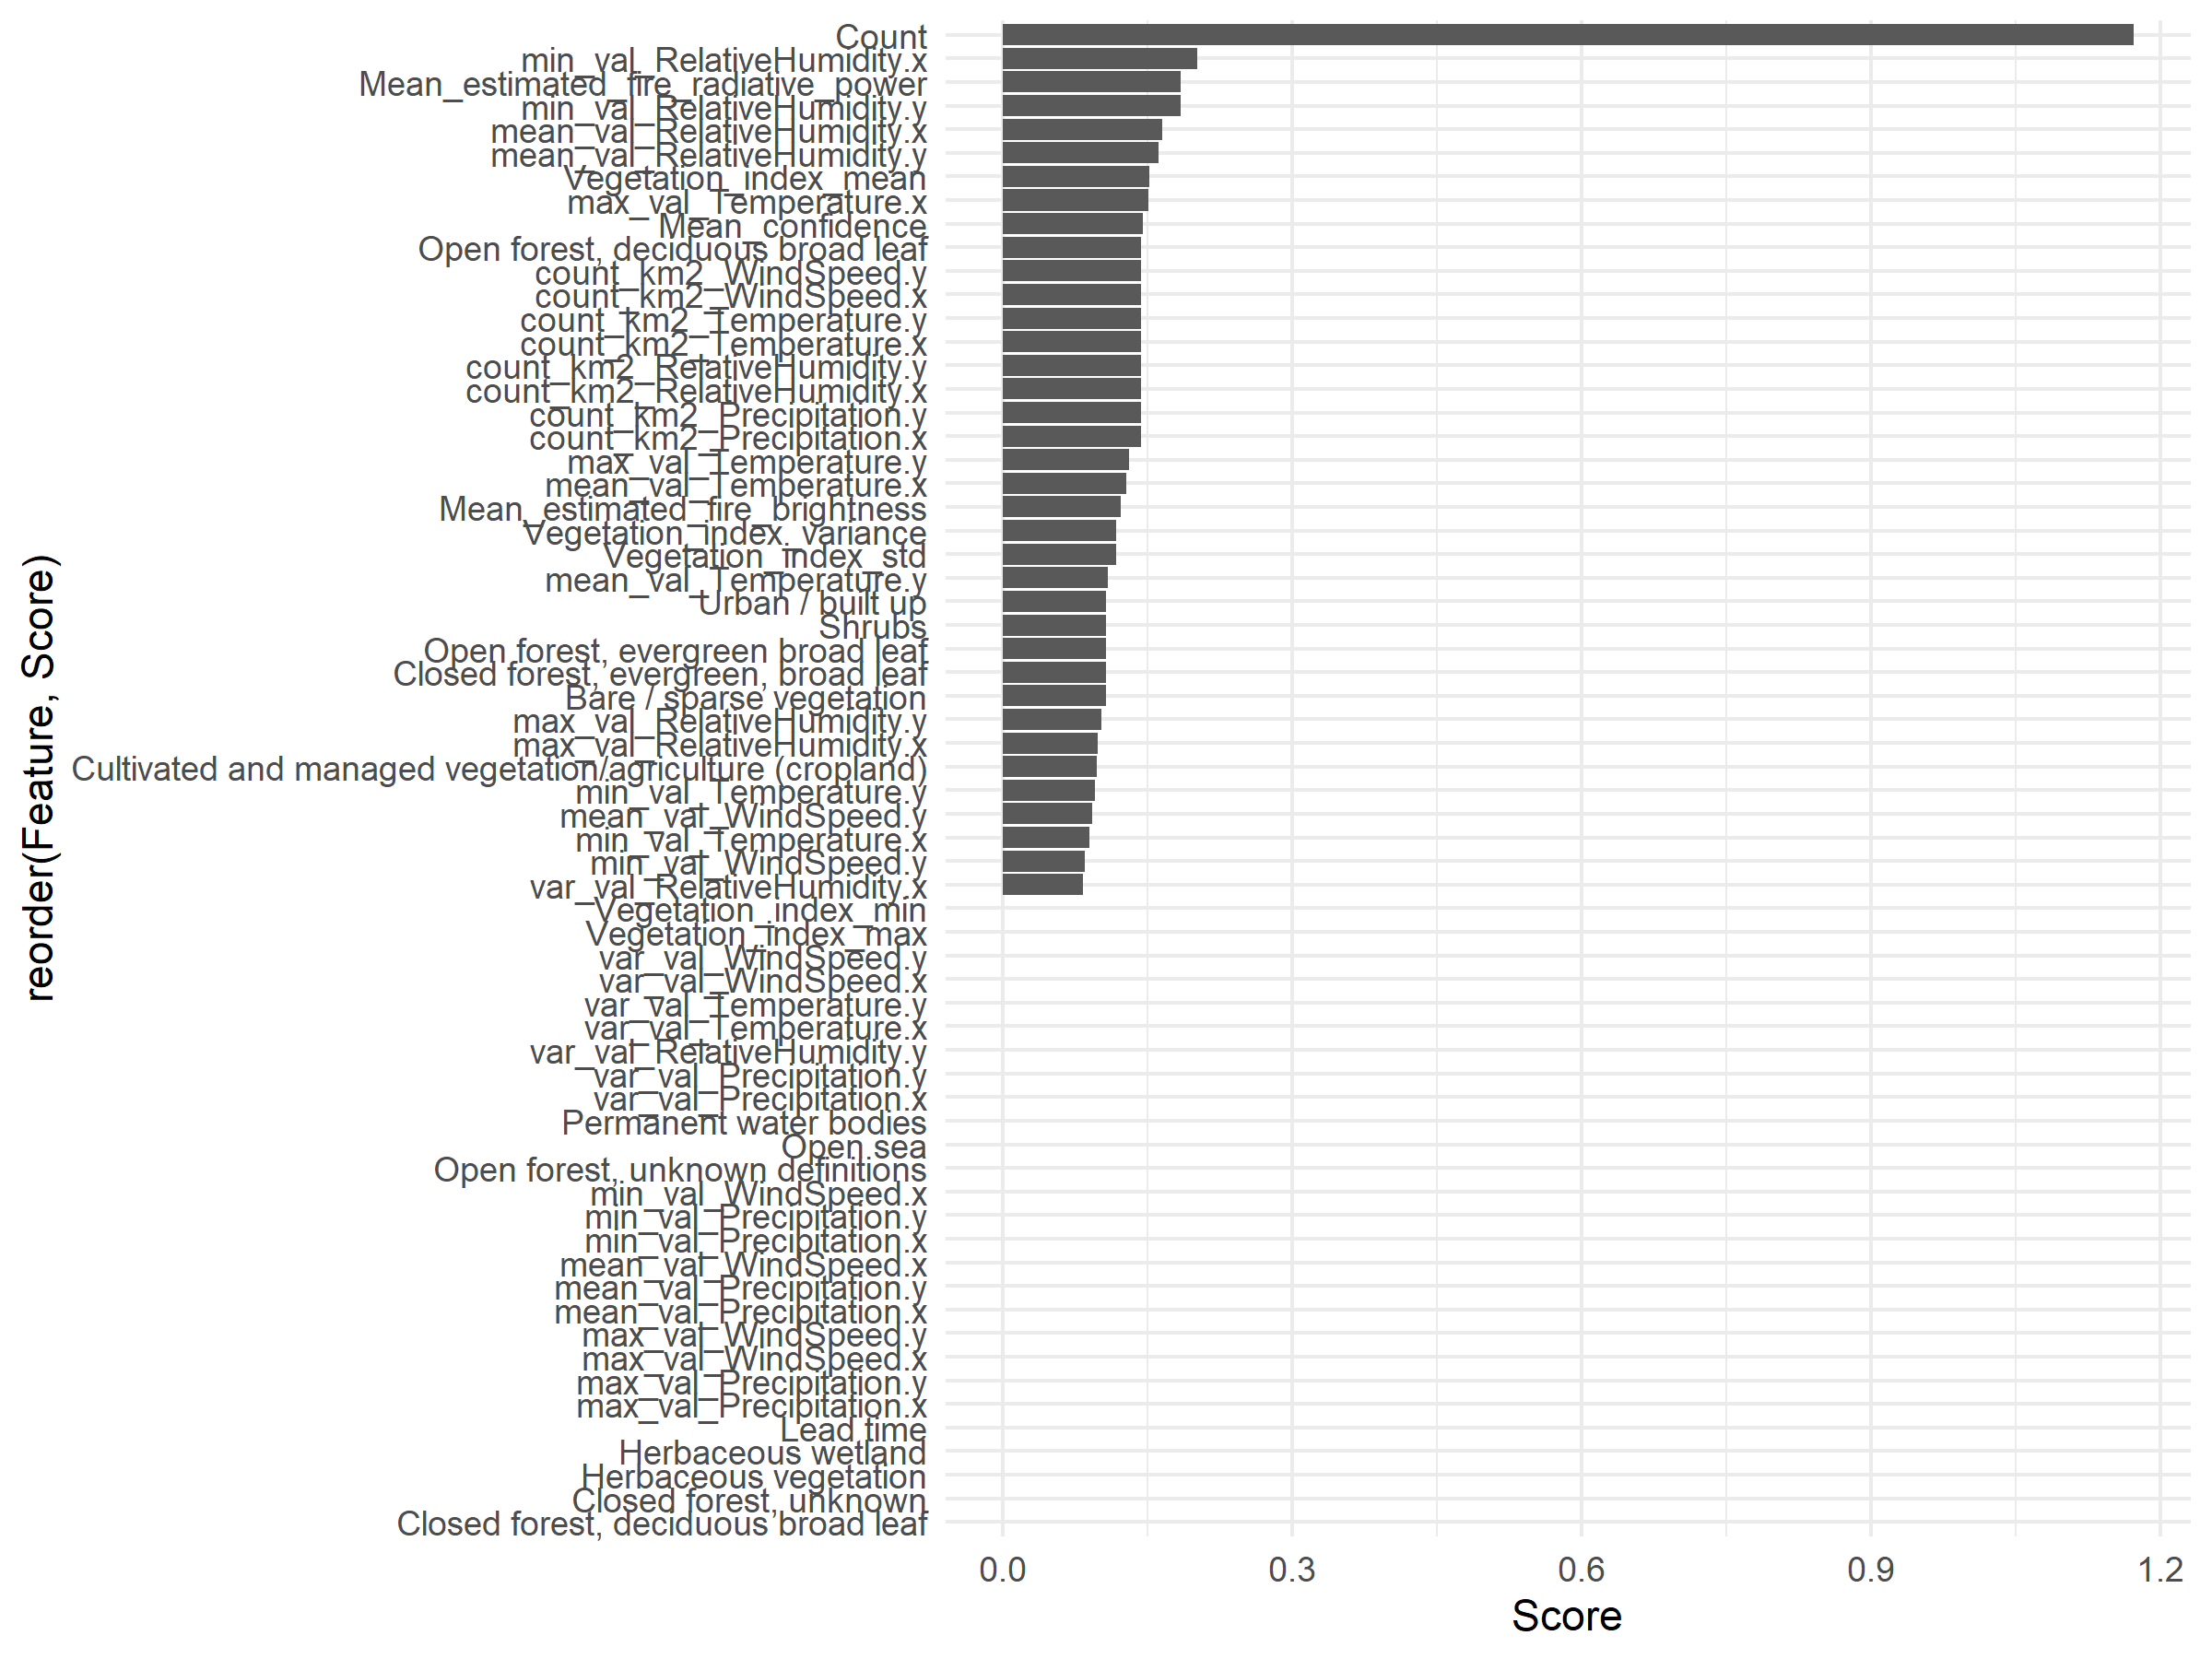 Count
min_val_RelativeHumidity.x
Mean_estimated_fire_radiative_power
min_val_RelativeHumidity.y
mean_val_RelativeHumidity.x
mean_val_RelativeHumidity.y
Vegetation_index_mean
max_val_Temperature.x
Mean_confidence
Open forest, deciduous broad leaf
count_km2_WindSpeed.y
count_km2_WindSpeed.x
count_km2_Temperature.y
count_km2_Temperature.x
count_km2_RelativeHumidity.y
count_km2_RelativeHumidity.x
count_km2_Precipitation.y
count_km2_Precipitation.x
max_val_Temperature.y
mean_val_Temperature.x
Mean_estimated_fire_brightness
Vegetation_index_variance
Vegetation_index_std
mean_val_Temperature.y
Urban / built up
Shrubs
Open forest, evergreen broad leaf
Closed forest, evergreen, broad leaf
Bare / sparse vegetation
max_val_RelativeHumidity.y
max_val_RelativeHumidity.x
Cultivated and managed vegetation/agriculture (cropland)
min_val_Temperature.y
mean_val_WindSpeed.y
min_val_Temperature.x
min_val_WindSpeed.y
var_val_RelativeHumidity.x
Vegetation_index_min
Vegetation_index_max
var_val_WindSpeed.y
var_val_WindSpeed.x
var_val_Temperature.y
var_val_Temperature.x
var_val_RelativeHumidity.y
var_val_Precipitation.y
var_val_Precipitation.x
Permanent water bodies
Open sea
Open forest, unknown definitions
min_val_WindSpeed.x
min_val_Precipitation.y
min_val_Precipitation.x
mean_val_WindSpeed.x
mean_val_Precipitation.y
mean_val_Precipitation.x
max_val_WindSpeed.y
max_val_WindSpeed.x
max_val_Precipitation.y
max_val_Precipitation.x
Lead time
Herbaceous wetland
Herbaceous vegetation
Closed forest, unknown
Closed forest, deciduous broad leaf
reorder(Feature, Score)
0.0 0.3 0.6 0.9 1.2
Score